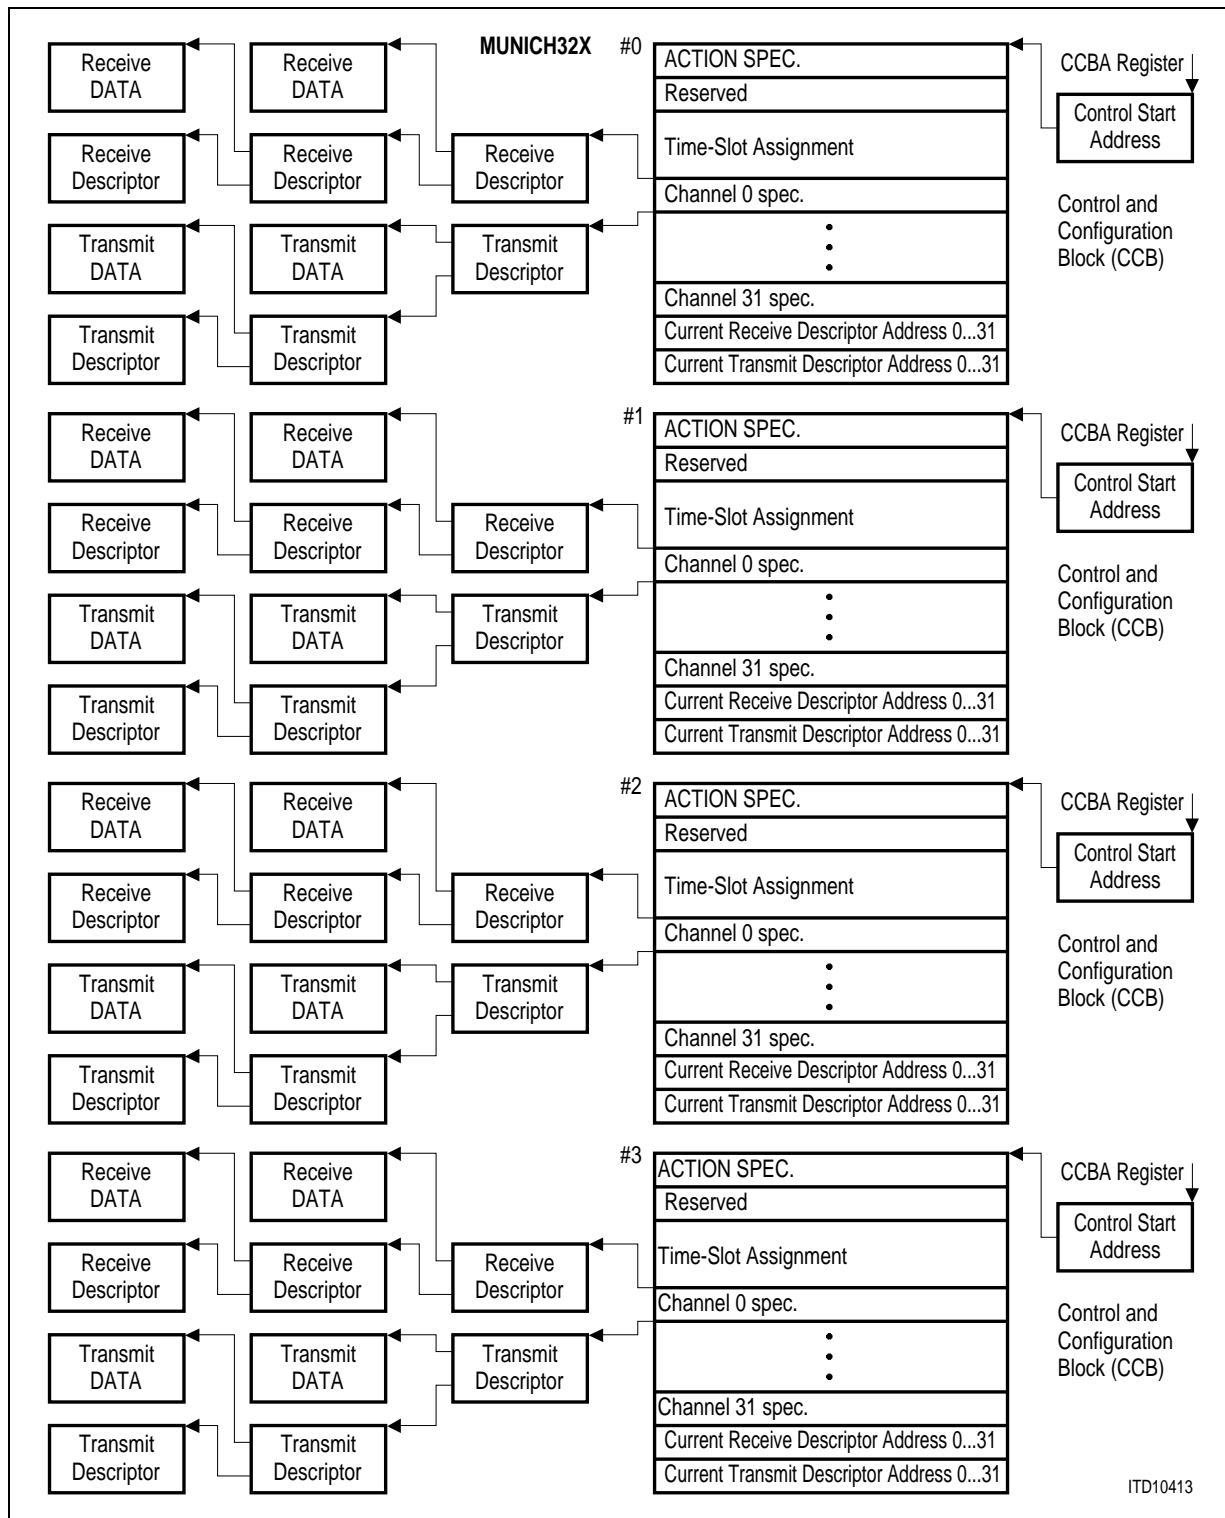 MUNICH32X
#0
Receive
DATA
Receive
DATA
Receive
Descriptor
Receive
Descriptor
Receive
Descriptor
Transmit
DATA
Transmit
DATA
Transmit
Descriptor
Transmit
Descriptor
Transmit
Descriptor
ACTION SPEC.
Reserved
Time-Slot Assignment
Channel 0 spec.
Channel 31 spec.
Current Receive Descriptor Address 0...31
Current Transmit Descriptor Address 0...31
CCBA Register
Control Start
Address
Control and
Configuration
Block (CCB)
#1
Receive
DATA
Receive
DATA
Receive
Descriptor
Receive
Descriptor
Receive
Descriptor
Transmit
DATA
Transmit
DATA
Transmit
Descriptor
Transmit
Descriptor
Transmit
Descriptor
ACTION SPEC.
Reserved
Time-Slot Assignment
Channel 0 spec.
Channel 31 spec.
Current Receive Descriptor Address 0...31
Current Transmit Descriptor Address 0...31
CCBA Register
Control Start
Address
Control and
Configuration
Block (CCB)
#2
Receive
DATA
Receive
DATA
Receive
Descriptor
Receive
Descriptor
Receive
Descriptor
Transmit
DATA
Transmit
DATA
Transmit
Descriptor
Transmit
Descriptor
Transmit
Descriptor
ACTION SPEC.
Reserved
Time-Slot Assignment
Channel 0 spec.
Channel 31 spec.
Current Receive Descriptor Address 0...31
Current Transmit Descriptor Address 0...31
CCBA Register
Control Start
Address
Control and
Configuration
Block (CCB)
#3
Receive
DATA
Receive
DATA
Receive
Descriptor
Receive
Descriptor
Receive
Descriptor
Transmit
DATA
Transmit
DATA
Transmit
Descriptor
Transmit
Descriptor
Transmit
Descriptor
ACTION SPEC.
Reserved
Time-Slot Assignment
Channel 0 spec.
Channel 31 spec.
Current Receive Descriptor Address 0...31
Current Transmit Descriptor Address 0...31
CCBA Register
Control Start
Address
Control and
Configuration
Block (CCB)
ITD10413